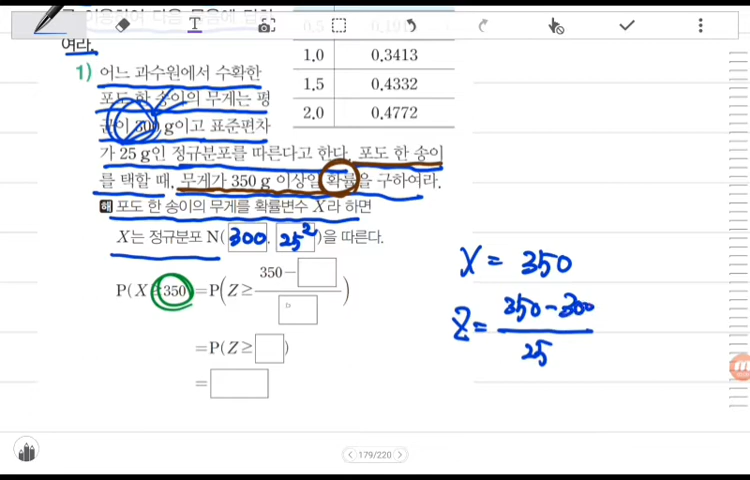 여라.
0.5 0.1915
1.0 0.3413
1.5 0.4332
2.0 0.4772
1) 어느 과수원에서 수확한
포도 한 송이의 무게는 평
균이 300 g이고 표준편차
가 25 g인 정규분포를 따른다고 한다. 포도 한 송이
를 택할 때, 무게가 350 g 이상일 확률을 구하여라.
해 포도 한 송이의 무게를 확률변수 X라 하면
X는 정규분포 N(300, 25²)을 따른다.
P(X≥350)=P(Z≥(350-□)/□)
=P(Z≥□)
=□
X = 350
Z = (350-300)/25
179/220